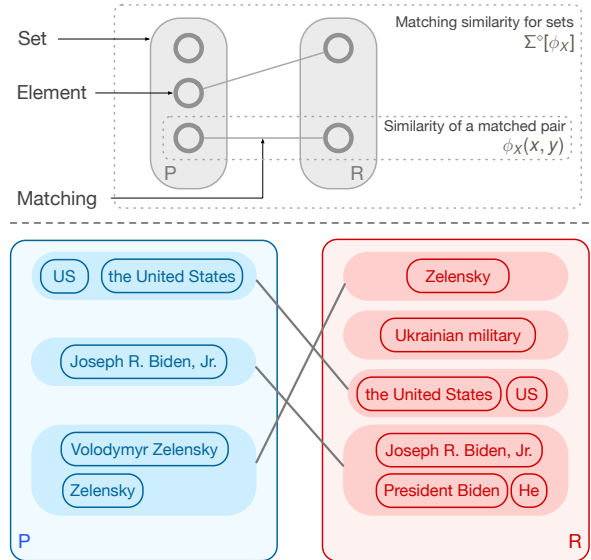 Set
Element
Matching
P
R
Matching similarity for sets
Σ⋄[ϕX]
Similarity of a matched pair
ϕX(x, y)
US
the United States
Joseph R. Biden, Jr.
Volodymyr Zelensky
Zelensky
P
Zelensky
Ukrainian military
the United States
US
Joseph R. Biden, Jr.
President Biden
He
R